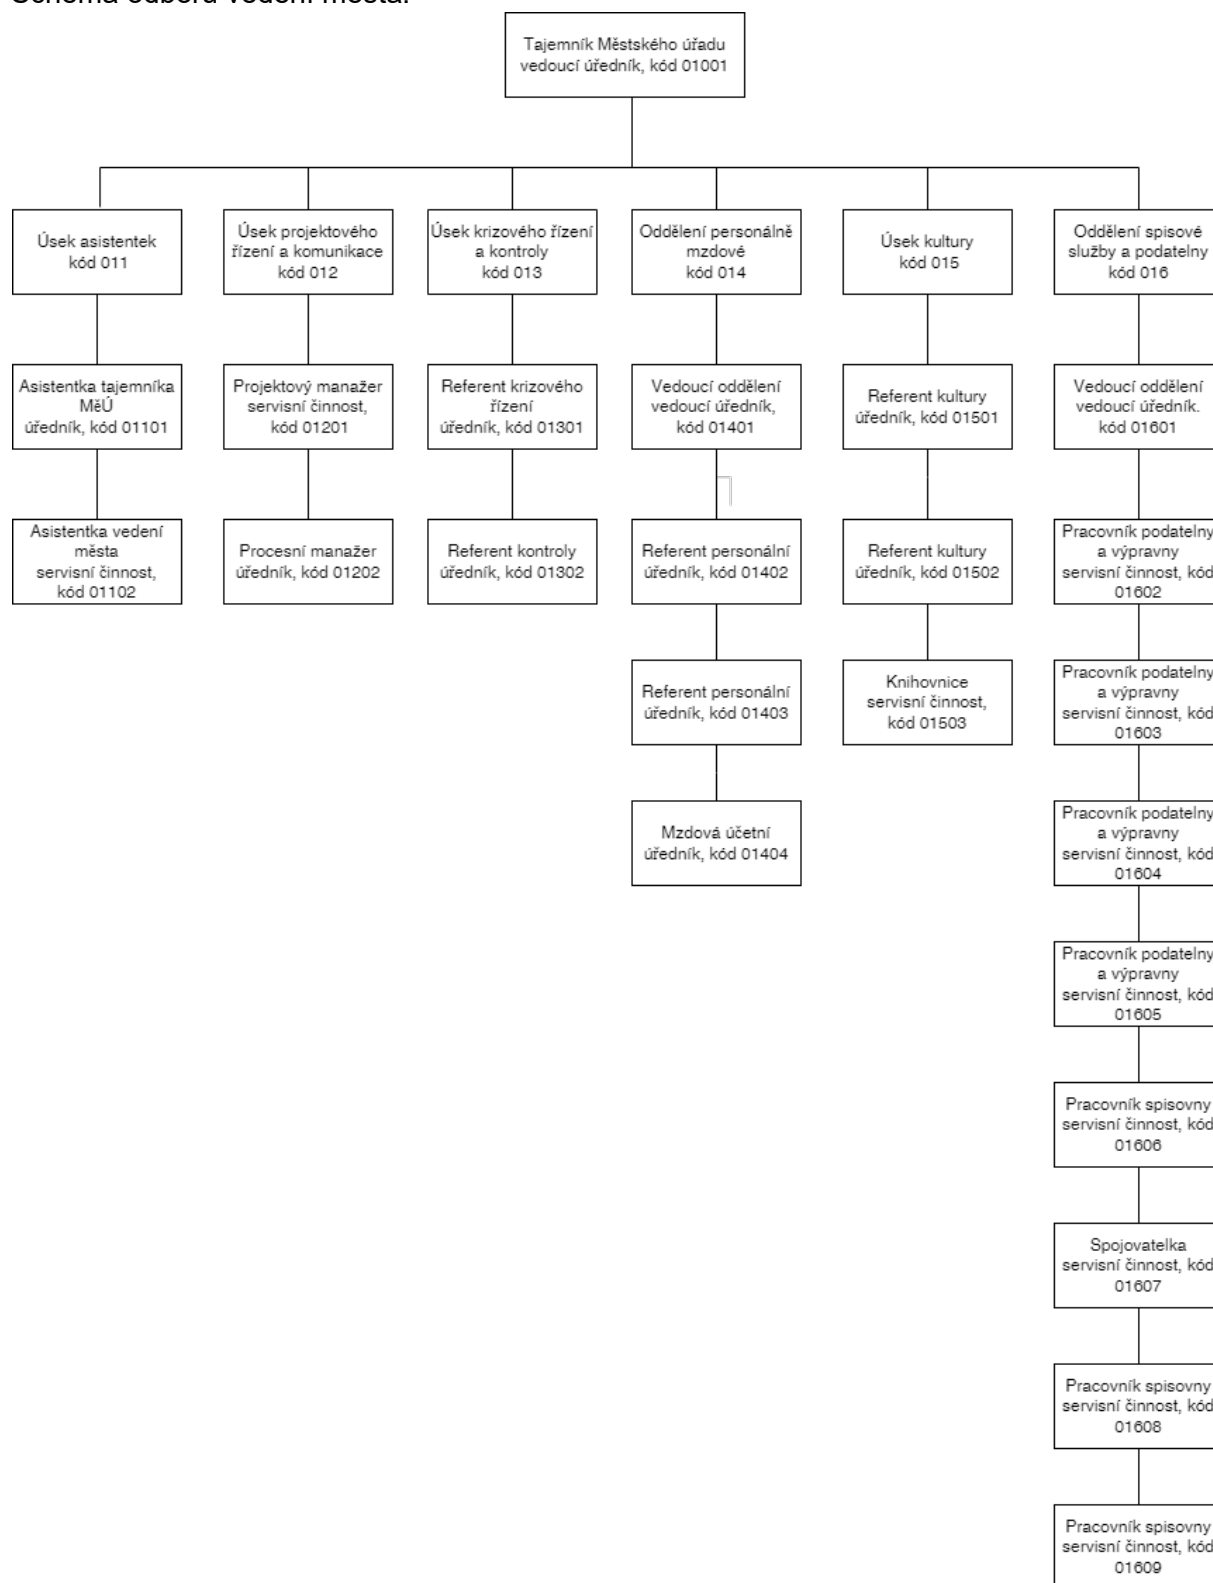 Schéma odboru vedení města:
Tajemník Městského úřadu
vedoucí úředník, kód 01001
Úsek asistentek
kód 011
Úsek projektového
řízení a komunikace
kód 012
Úsek krizového řízení
a kontroly
kód 013
Oddělení personálně
mzdové
kód 014
Úsek kultury
kód 015
Oddělení spisové
služby a podatelny
kód 016
Asistentka tajemníka
MěÚ
úředník, kód 01101
Projektový manažer
servisní činnost,
kód 01201
Referent krizového
řízení
úředník, kód 01301
Vedoucí oddělení
vedoucí úředník,
kód 01401
Referent kultury
úředník, kód 01501
Vedoucí oddělení
vedoucí úředník.
kód 01601
Asistentka vedení
města
servisní činnost,
kód 01102
Procesní manažer
úředník, kód 01202
Referent kontroly
úředník, kód 01302
Referent personální
úředník, kód 01402
Referent kultury
úředník, kód 01502
Pracovník podatelny
a výpravny
servisní činnost, kód
01602
Referent personální
úředník, kód 01403
Knihovnice
servisní činnost,
kód 01503
Pracovník podatelny
a výpravny
servisní činnost, kód
01603
Mzdová účetní
úředník, kód 01404
Pracovník podatelny
a výpravny
servisní činnost, kód
01604
Pracovník podatelny
a výpravny
servisní činnost, kód
01605
Pracovník spisovny
servisní činnost, kód
01606
Spojovatelka
servisní činnost, kód
01607
Pracovník spisovny
servisní činnost, kód
01608
Pracovník spisovny
servisní činnost, kód
01609